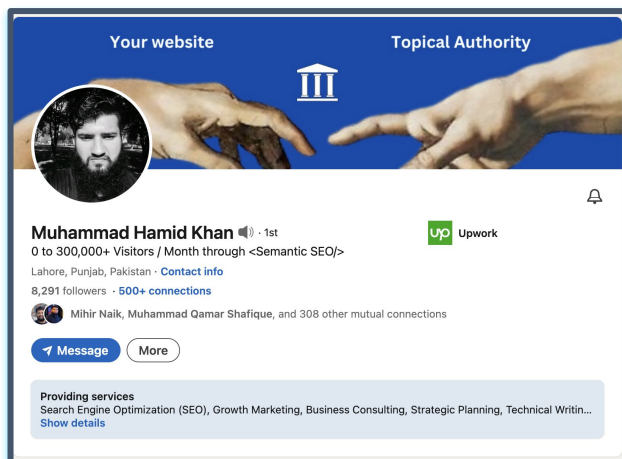 Your website
Topical Authority
Muhammad Hamid Khan · 1st
up Upwork
0 to 300,000+ Visitors / Month through <Semantic SEO/>
Lahore, Punjab, Pakistan · Contact info
8,291 followers · 500+ connections
Mihir Naik, Muhammad Qamar Shafique, and 308 other mutual connections
Message
More
Providing services
Search Engine Optimization (SEO), Growth Marketing, Business Consulting, Strategic Planning, Technical Writin...
Show details